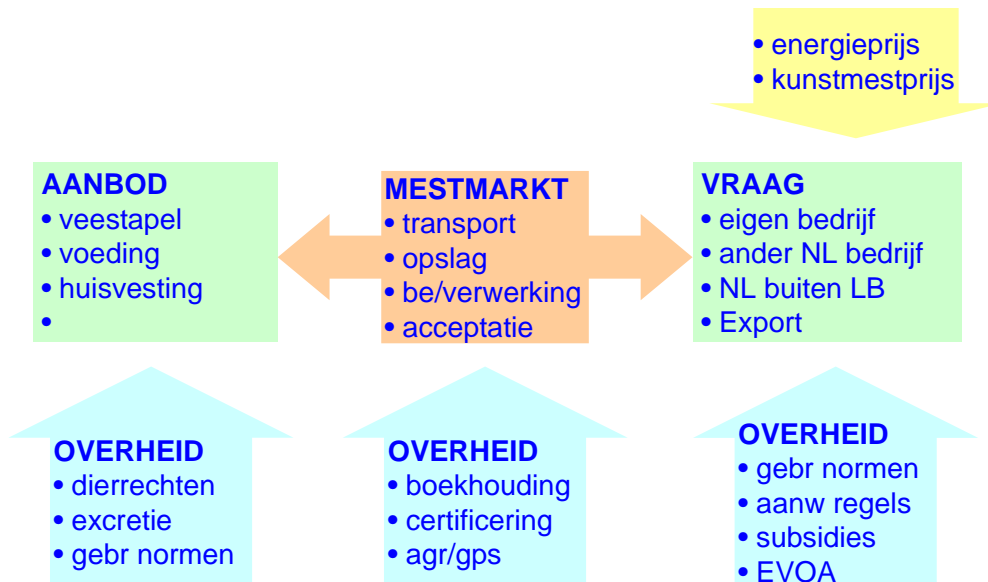 • energieprijs
• kunstmestprijs
AANBOD
• veestapel
• voeding
• huisvesting
•
MESTMARKT
• transport
• opslag
• be/verwerking
• acceptatie
VRAAG
• eigen bedrijf
• ander NL bedrijf
• NL buiten LB
• Export
OVERHEID
• dierrechten
• excretie
• gebr normen
OVERHEID
• boekhouding
• certificering
• agr/gps
OVERHEID
• gebr normen
• aanw regels
• subsidies
• EVOA